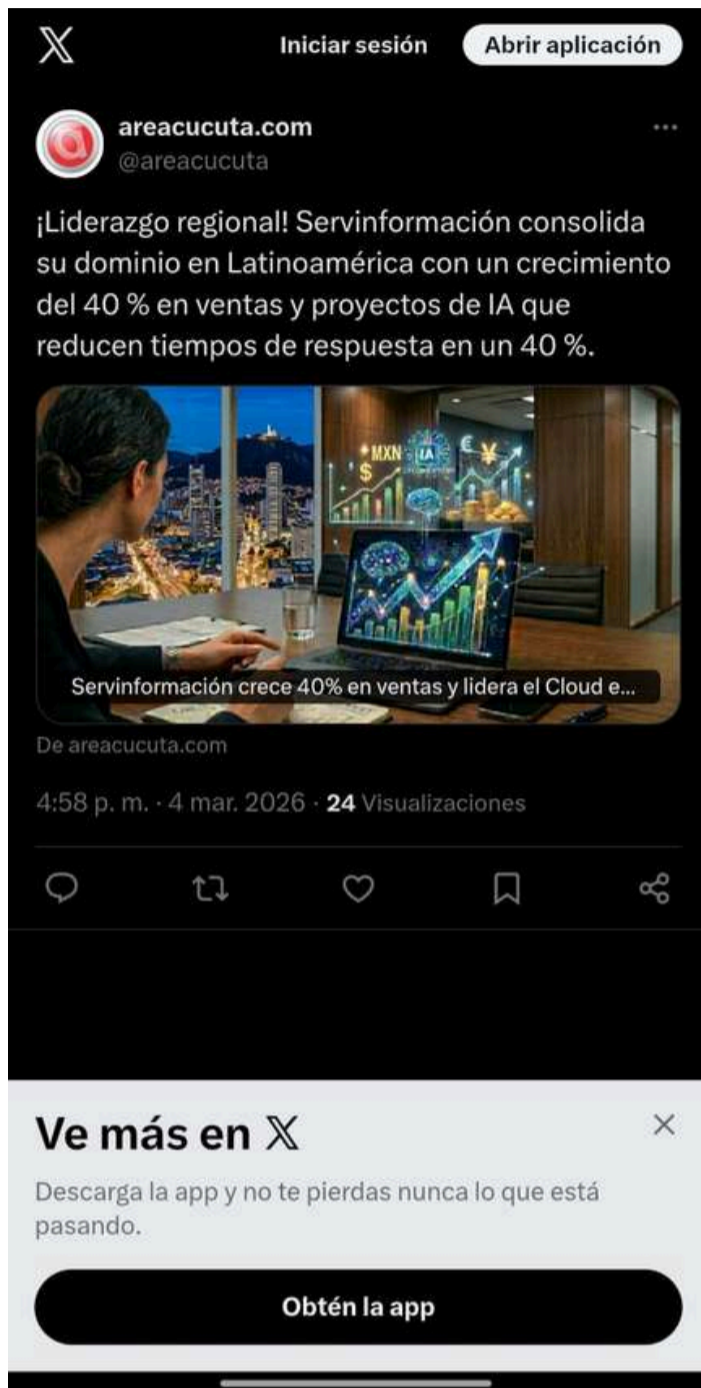 Iniciar sesión
Abrir aplicación
areacucuta.com
@areacucuta
¡Liderazgo regional! Servinformación consolida
su dominio en Latinoamérica con un crecimiento
del 40 % en ventas y proyectos de IA que
reducen tiempos de respuesta en un 40 %.
MXN
$
IA
€
¥
Servinformación crece 40% en ventas y lidera el Cloud e...
De areacucuta.com
4:58 p. m. · 4 mar. 2026 · 24 Visualizaciones
Ve más en X
Descarga la app y no te pierdas nunca lo que está
pasando.
Obtén la app